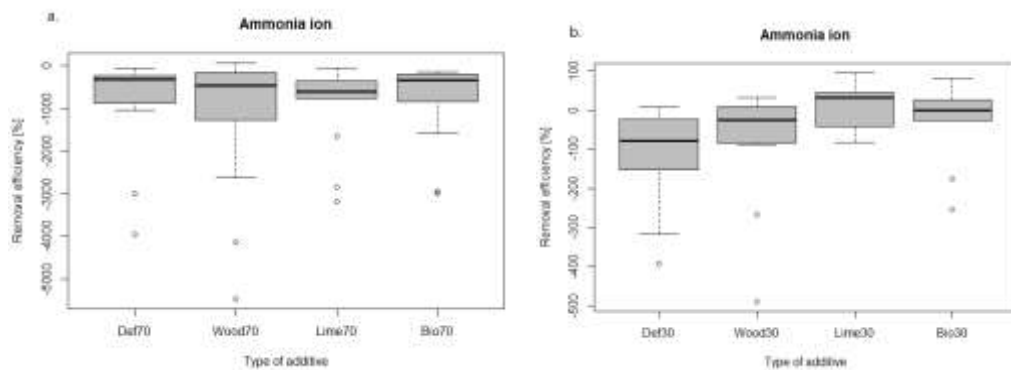 a.
Ammonia ion
Removal efficiency [%]
0
-1000
-2000
-3000
-4000
-5000
Def70 Wood70 Lime70 Bio70
Type of additive
b.
Ammonia ion
Removal efficiency [%]
100
0
-100
-200
-300
-400
-500
Def30 Wood30 Lime30 Bio30
Type of additive